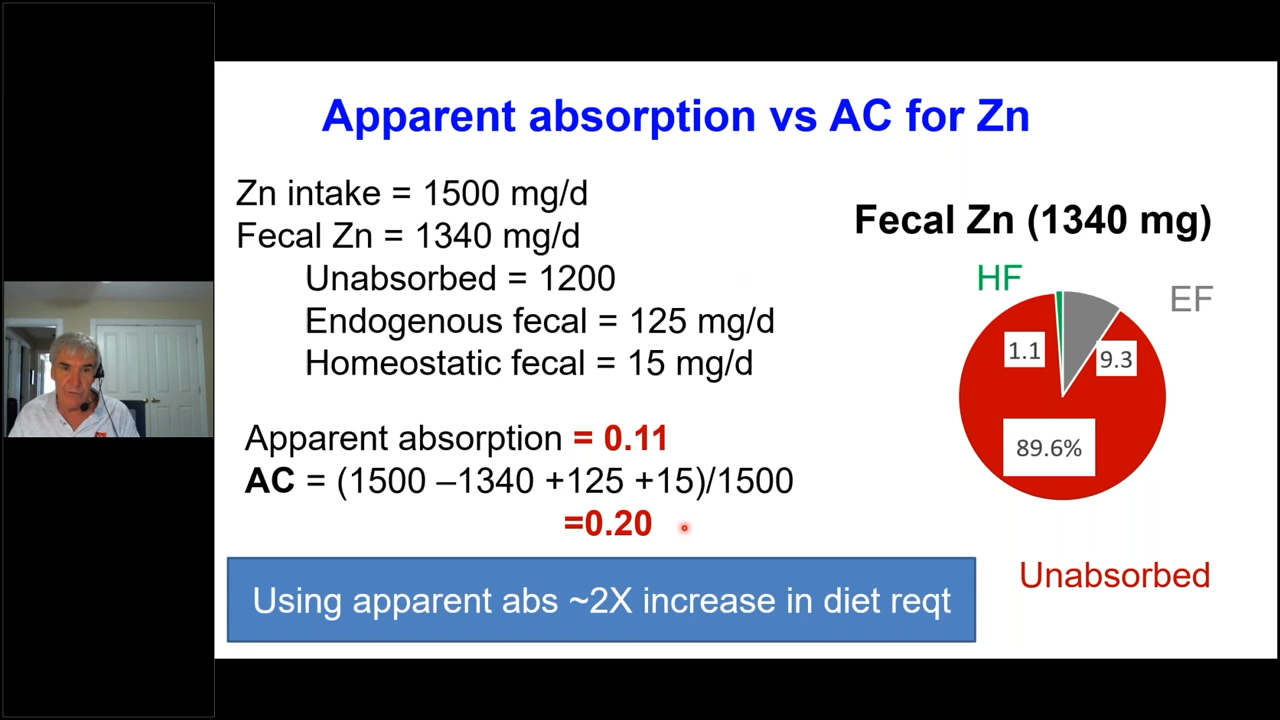 Apparent absorption vs AC for Zn
Zn intake = 1500 mg/d
Fecal Zn = 1340 mg/d
Unabsorbed = 1200
Endogenous fecal = 125 mg/d
Homeostatic fecal = 15 mg/d
Apparent absorption = 0.11
AC = (1500 –1340 +125 +15)/1500
=0.20
Using apparent abs ~2X increase in diet reqt
Fecal Zn (1340 mg)
HF
EF
1.1
9.3
89.6%
Unabsorbed